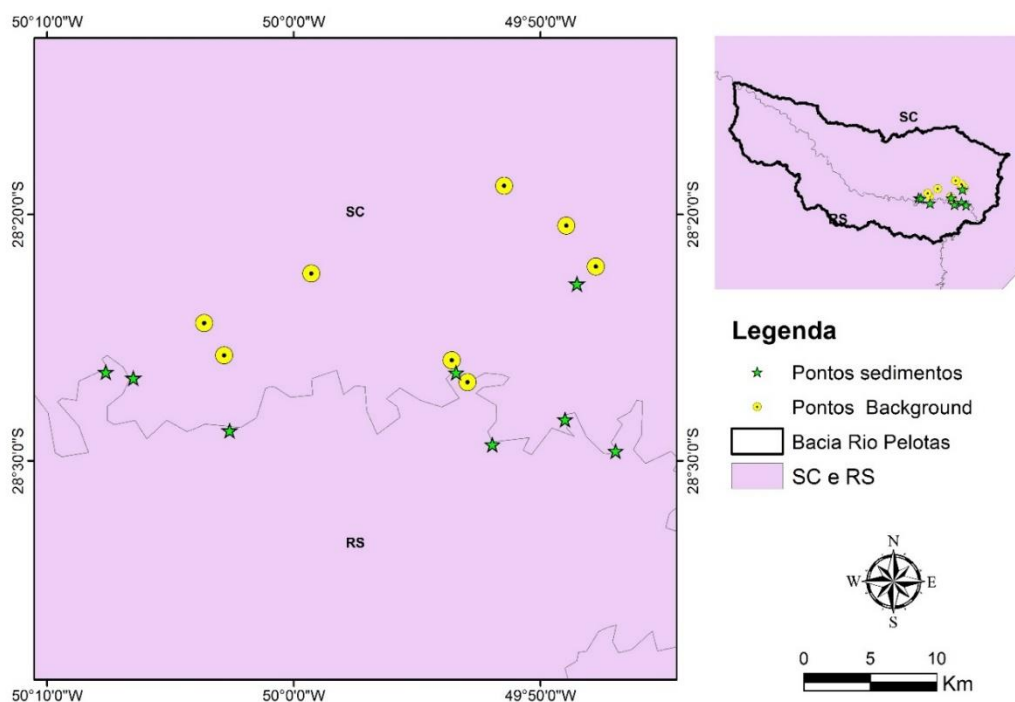 50°10'0"W
50°0'0"W
49°50'0"W
28°20'0"S
28°20'0"S
SC
28°30'0"S
28°30'0"S
RS
50°10'0"W
50°0'0"W
49°50'0"W
SC
RS
Legenda
Pontos sedimentos
Pontos Background
Bacia Rio Pelotas
SC e RS
N
W
E
S
0 5 10
Km